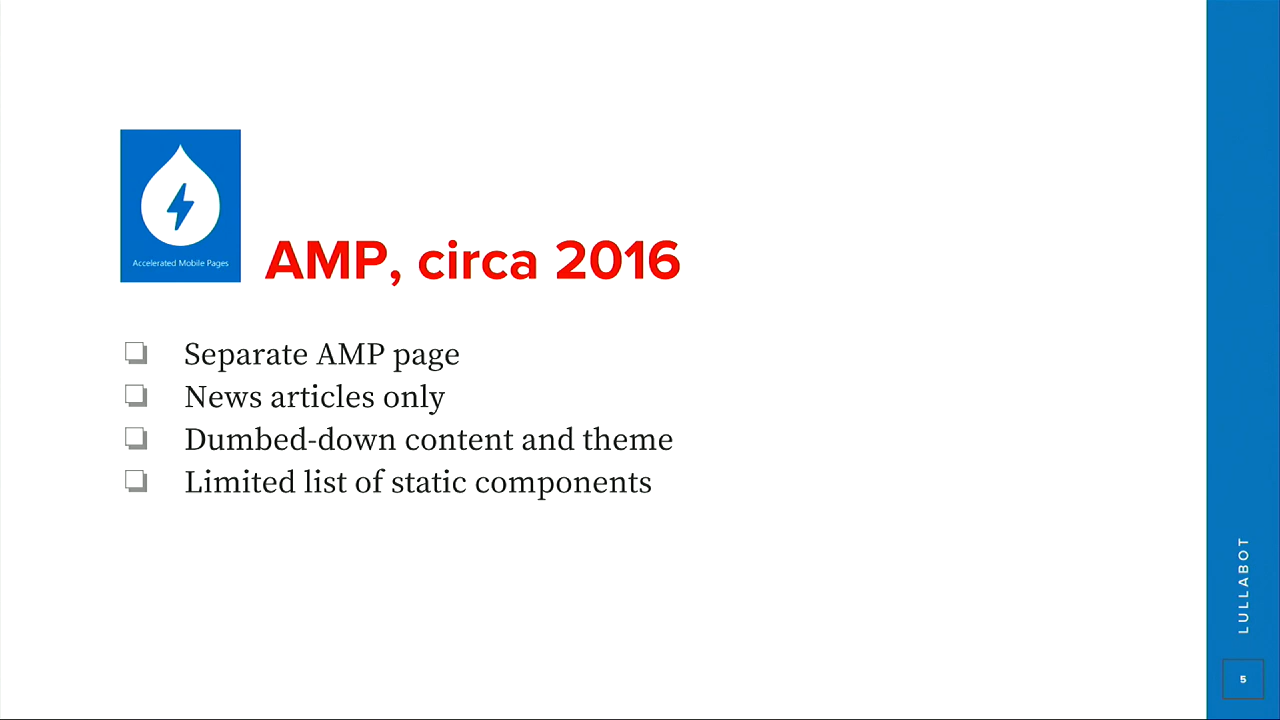 Accelerated Mobile Pages
AMP, circa 2016
Separate AMP page
News articles only
Dumbed-down content and theme
Limited list of static components
LULLABOT
5